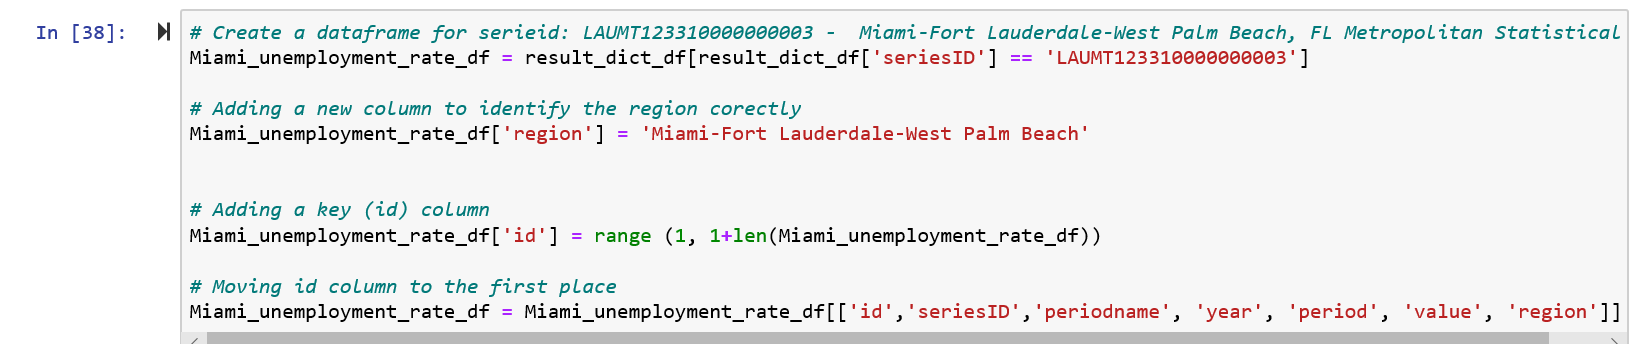 In [38]:
# Create a dataframe for serieid: LAUMT123310000000003 -  Miami-Fort Lauderdale-West Palm Beach, FL Metropolitan Statistical
Miami_unemployment_rate_df = result_dict_df[result_dict_df['seriesID'] == 'LAUMT123310000000003']
# Adding a new column to identify the region corectly
Miami_unemployment_rate_df['region'] = 'Miami-Fort Lauderdale-West Palm Beach'
# Adding a key (id) column
Miami_unemployment_rate_df['id'] = range (1, 1+len(Miami_unemployment_rate_df))
# Moving id column to the first place
Miami_unemployment_rate_df = Miami_unemployment_rate_df[['id','seriesID','periodname', 'year', 'period', 'value', 'region']]